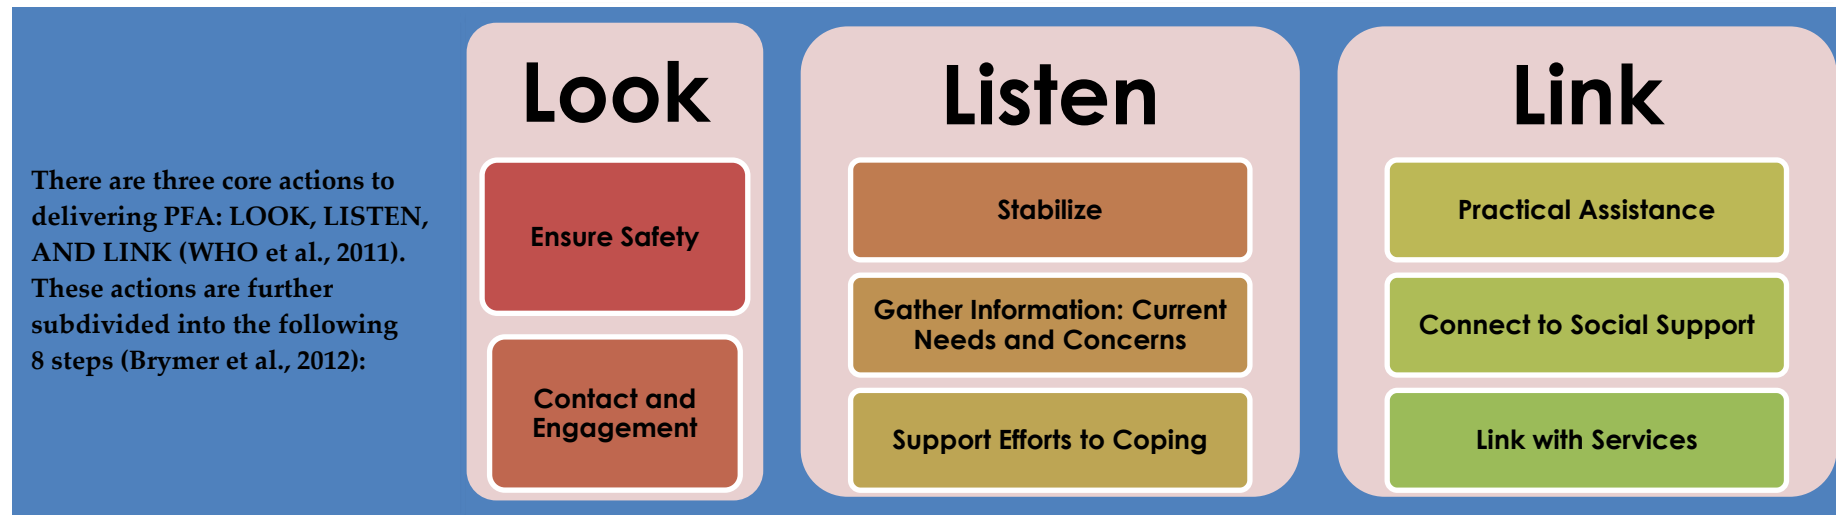 There are three core actions to
delivering PFA: LOOK, LISTEN,
AND LINK (WHO et al., 2011).
These actions are further
subdivided into the following
8 steps (Brymer et al., 2012):
Look
Ensure Safety
Contact and
Engagement
Listen
Stabilize
Gather Information: Current
Needs and Concerns
Support Efforts to Coping
Link
Practical Assistance
Connect to Social Support
Link with Services